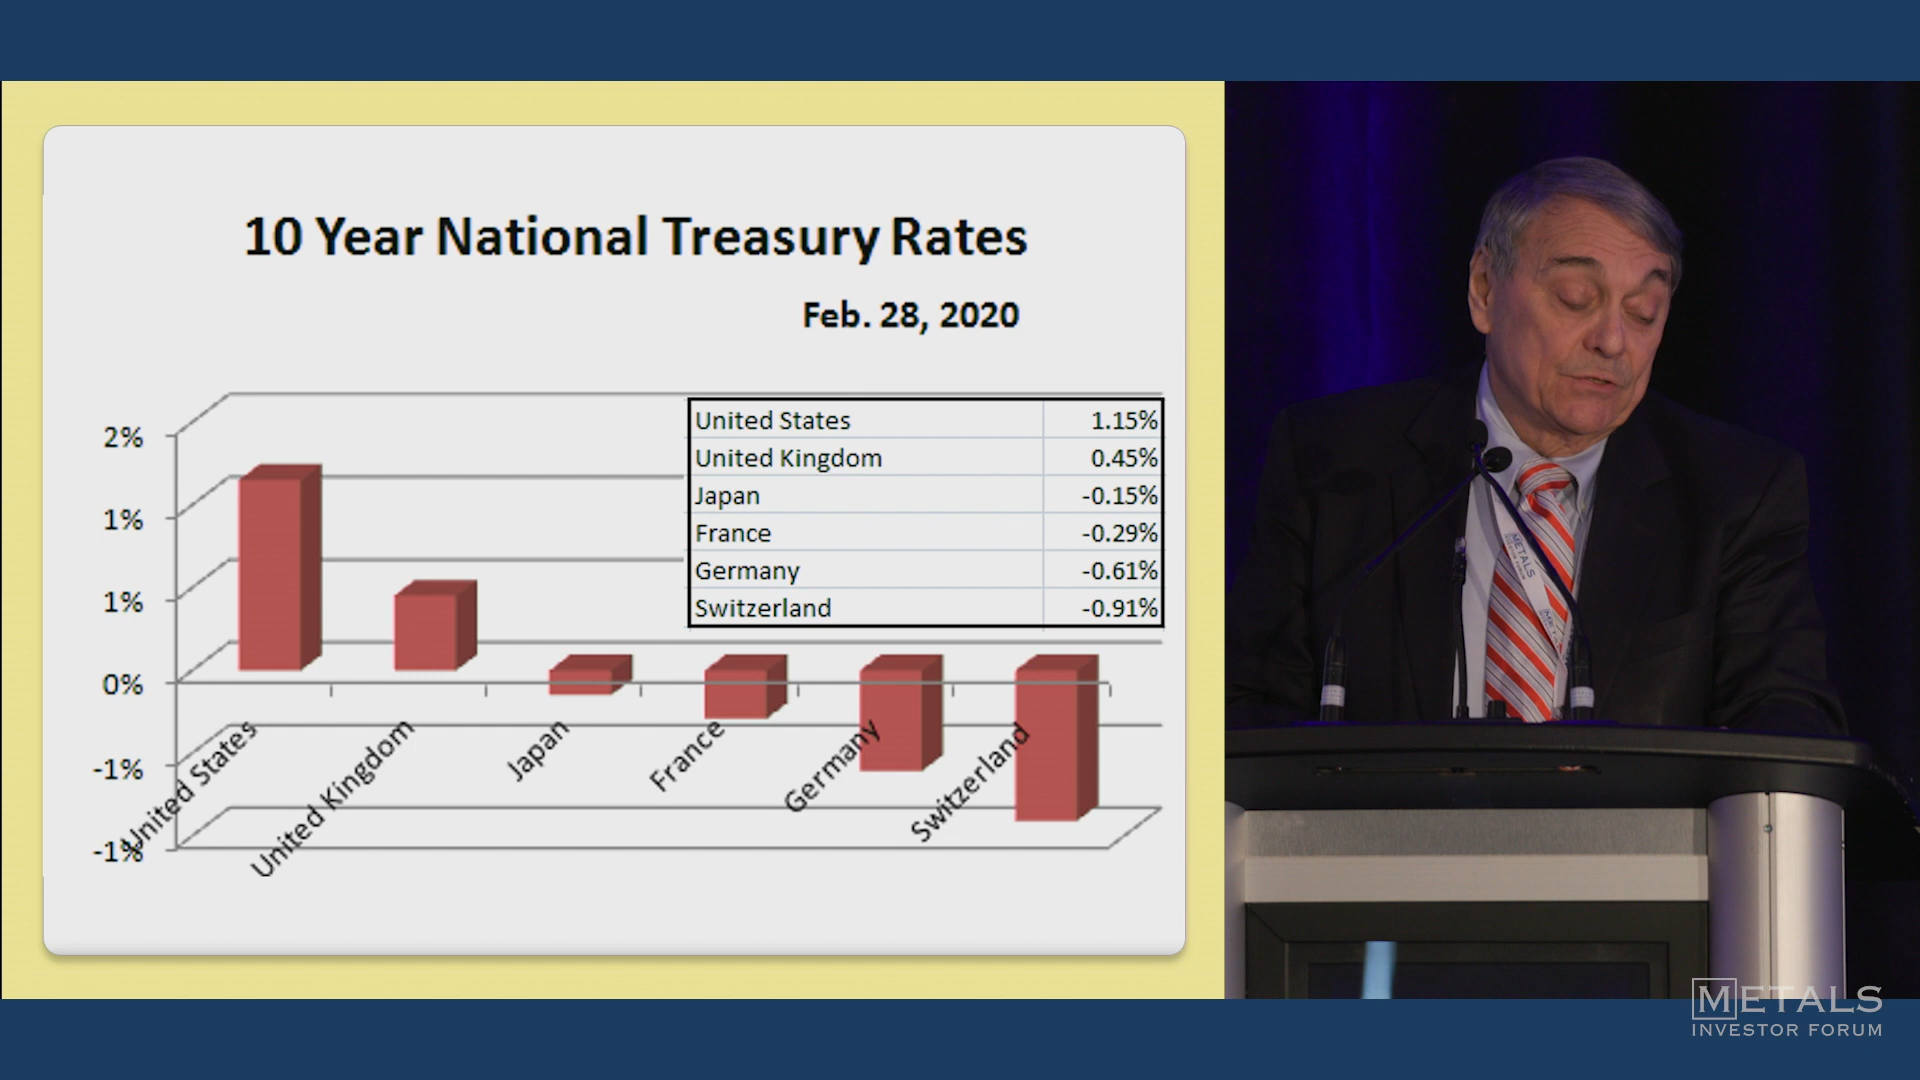 10 Year National Treasury Rates
Feb. 28, 2020
2%
1%
1%
0%
-1%
-1%
United States 1.15%
United Kingdom 0.45%
Japan -0.15%
France -0.29%
Germany -0.61%
Switzerland -0.91%
United States
United Kingdom
Japan
France
Germany
Switzerland
METALS
METALS
INVESTOR FORUM